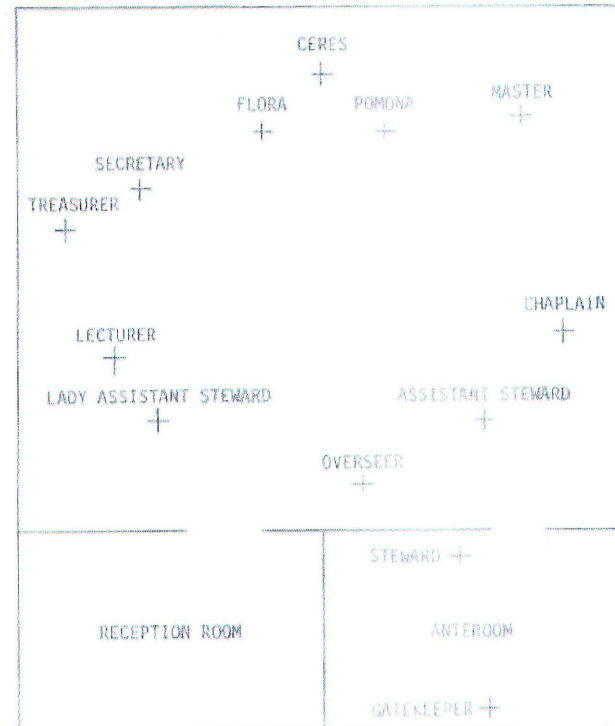 CERES
FLORA
POMONA
MASTER
SECRETARY
TREASURER
CHAPLAIN
LECTURER
LADY ASSISTANT STEWARD
ASSISTANT STEWARD
OVERSEER
STEWARD
RECEPTION ROOM
ANTEROOM
GATEKEEPER